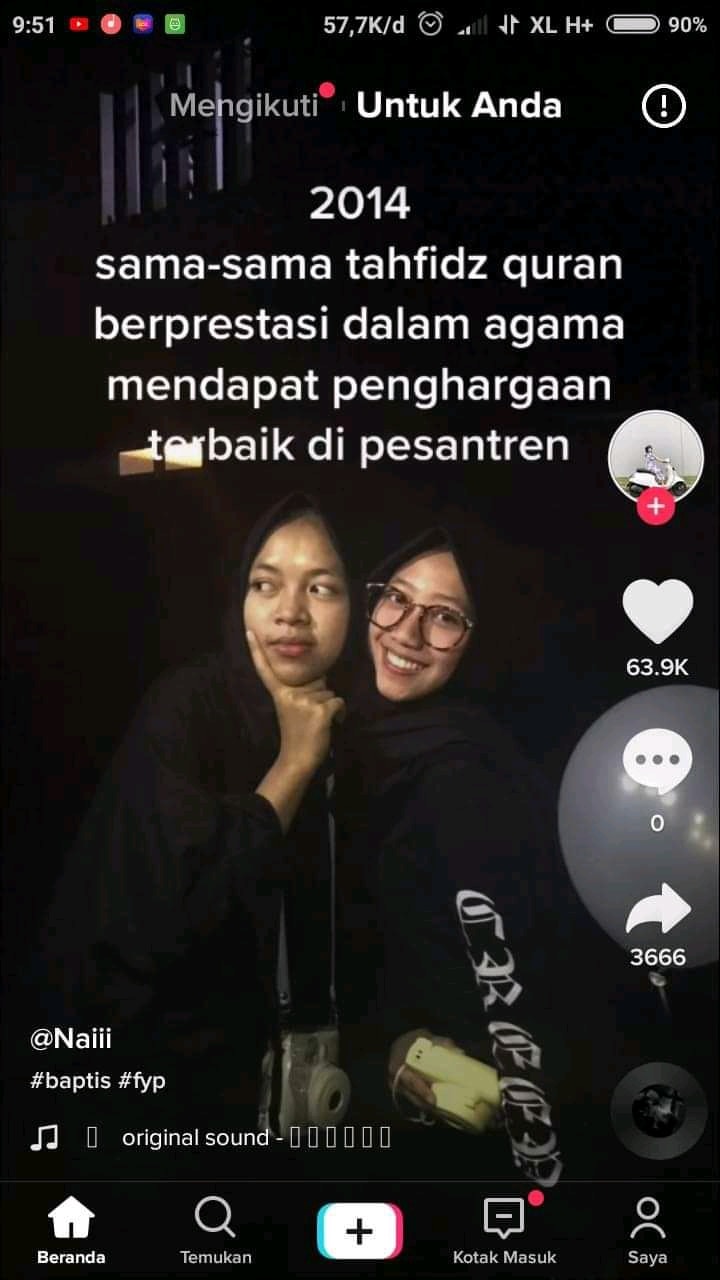 9:51
57,7K/d
XL H+
90%
Mengikuti
Untuk Anda
2014
sama-sama tahfidz quran
berprestasi dalam agama
mendapat penghargaan
terbaik di pesantren
63.9K
0
3666
@Naiii
#baptis #fyp
original sound -
Beranda
Temukan
Kotak Masuk
Saya